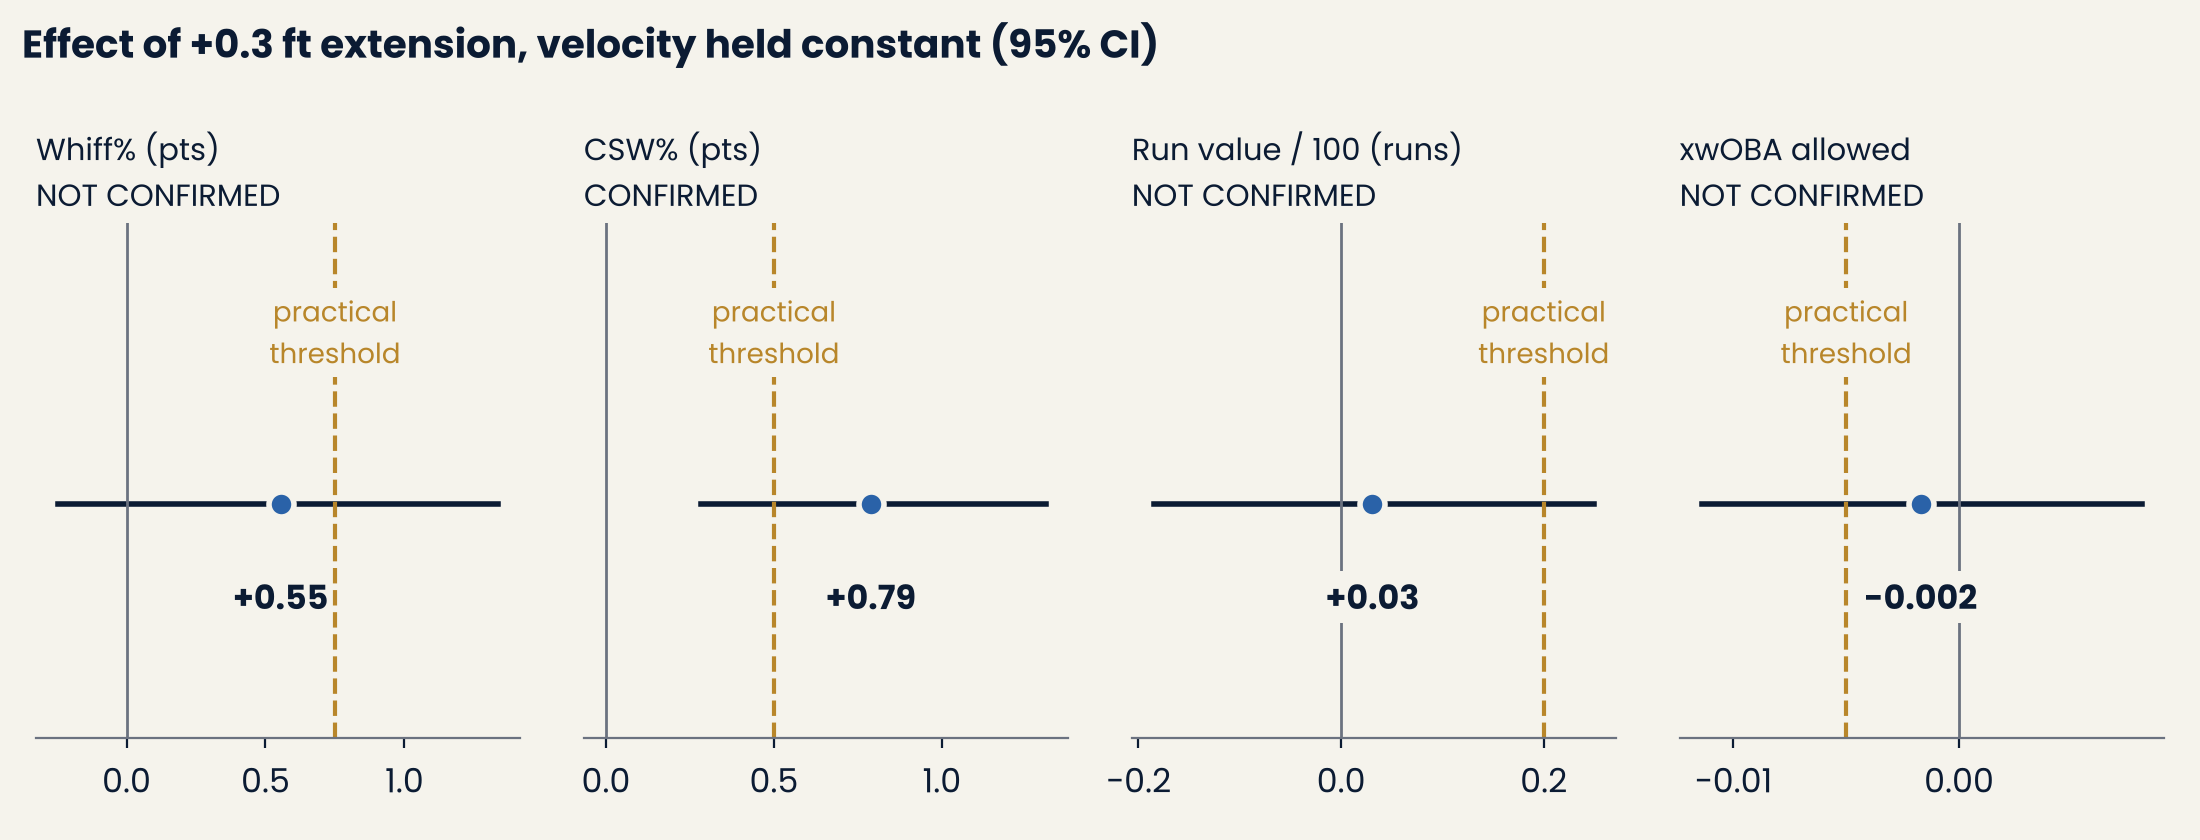 Effect of +0.3 ft extension, velocity held constant (95% CI)
Whiff% (pts)
NOT CONFIRMED
practical
threshold
+0.55
0.0 0.5 1.0
CSW% (pts)
CONFIRMED
practical
threshold
+0.79
0.0 0.5 1.0
Run value / 100 (runs)
NOT CONFIRMED
practical
threshold
+0.03
−0.2 0.0 0.2
xwOBA allowed
NOT CONFIRMED
practical
threshold
−0.002
−0.01 0.00